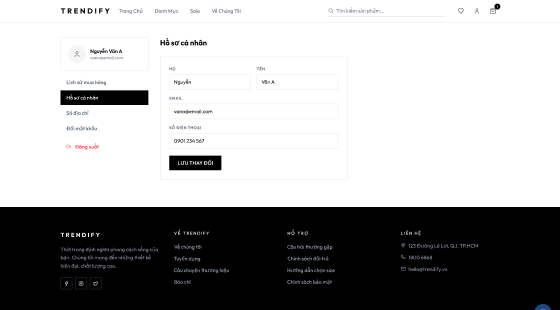 TRENDIFY
Trang Chủ
Danh Mục
Sale
Về Chúng Tôi
Tìm kiếm sản phẩm...
Nguyễn Văn A
vana@email.com
Lịch sử mua hàng
Hồ sơ cá nhân
Sổ địa chỉ
Đổi mật khẩu
Đăng xuất
Hồ sơ cá nhân
HỌ
TÊN
Nguyễn
Văn A
EMAIL
vana@email.com
SỐ ĐIỆN THOẠI
0901 234 567
LƯU THAY ĐỔI
TRENDIFY
Thời trang định nghĩa phong cách sống của
bạn. Chúng tôi mang đến những thiết kế
hiện đại, chất lượng cao.
VỀ TRENDIFY
Về chúng tôi
Tuyển dụng
Câu chuyện thương hiệu
Báo chí
HỖ TRỢ
Câu hỏi thường gặp
Chính sách đổi trả
Hướng dẫn chọn size
Chính sách bảo mật
LIÊN HỆ
123 Đường Lê Lợi, Q.1, TP.HCM
1800 6868
hello@trendify.vn